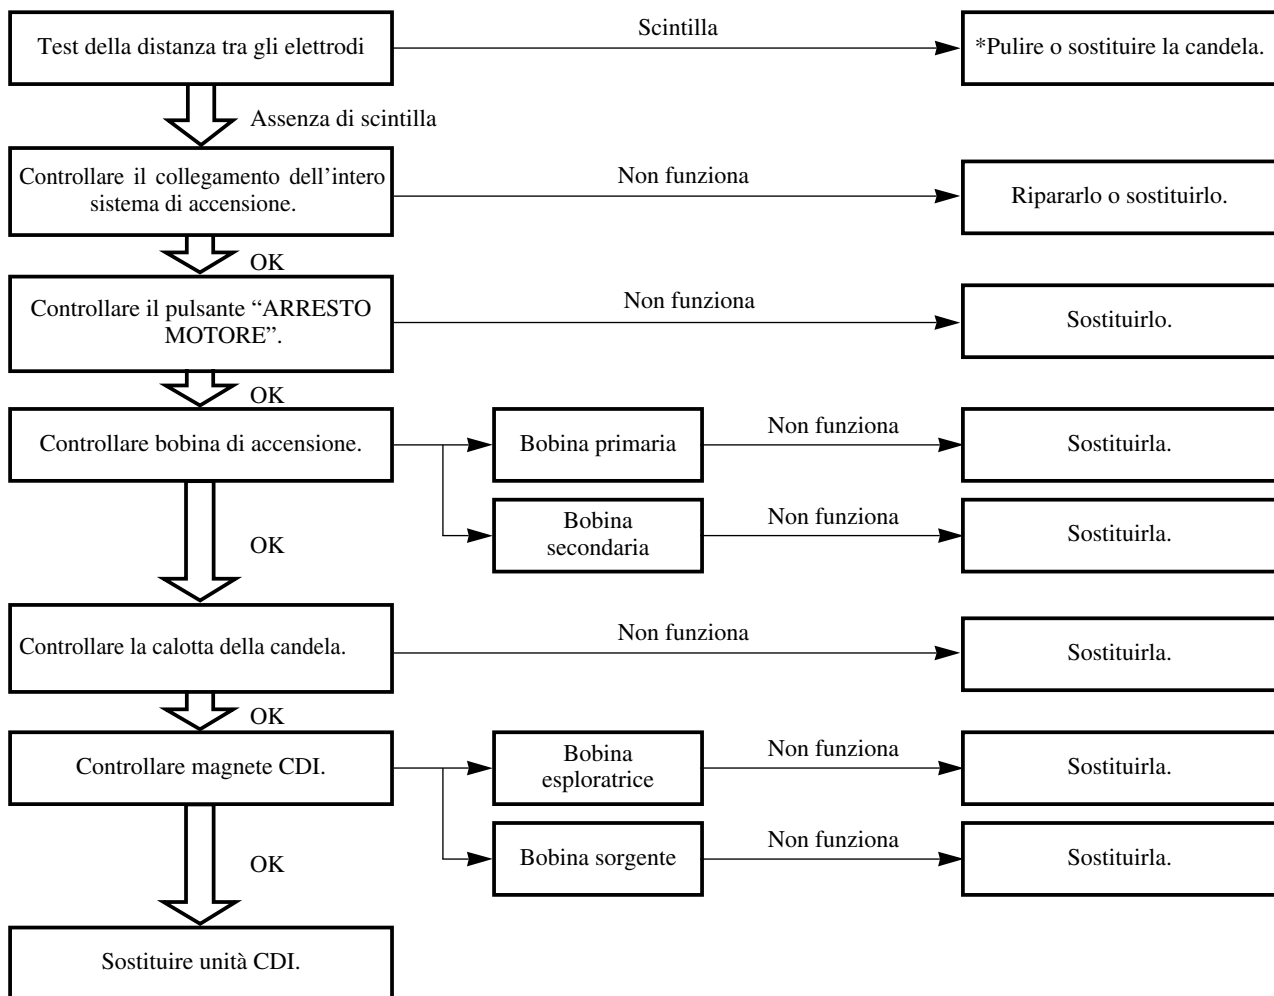 Test della distanza tra gli elettrodi
Scintilla
*Pulire o sostituire la candela.
Assenza di scintilla
Controllare il collegamento dell’intero
sistema di accensione.
Non funziona
Ripararlo o sostituirlo.
OK
Controllare il pulsante “ARRESTO
MOTORE”.
Non funziona
Sostituirlo.
OK
Controllare bobina di accensione.
Bobina primaria
Non funziona
Sostituirla.
Bobina
secondaria
Non funziona
Sostituirla.
OK
Controllare la calotta della candela.
Non funziona
Sostituirla.
OK
Controllare magnete CDI.
Bobina
esploratrice
Non funziona
Sostituirla.
Bobina sorgente
Non funziona
Sostituirla.
OK
Sostituire unità CDI.